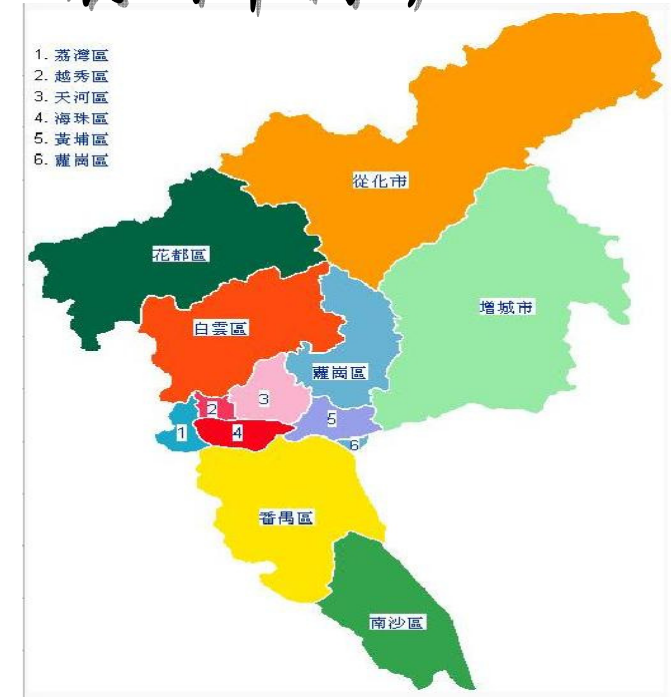 1. 荔灣區
2. 越秀區
3. 天河區
4. 海珠區
5. 黃埔區
6. 蘿崗區
從化市
花都區
增城市
白雲區
蘿崗區
3
2
5
1
4
6
番禺區
南沙區